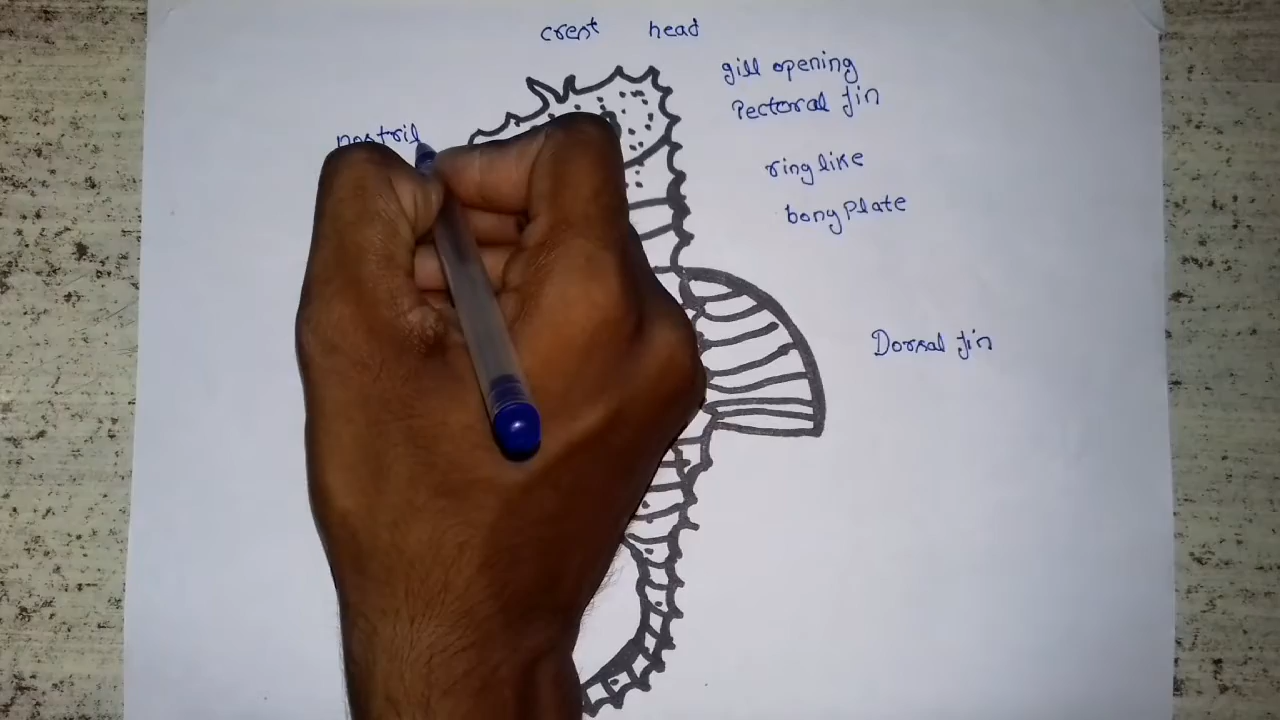 crest head
gill opening
Pectoral fin
nostril
ring like
bony Plate
Dorsal fin